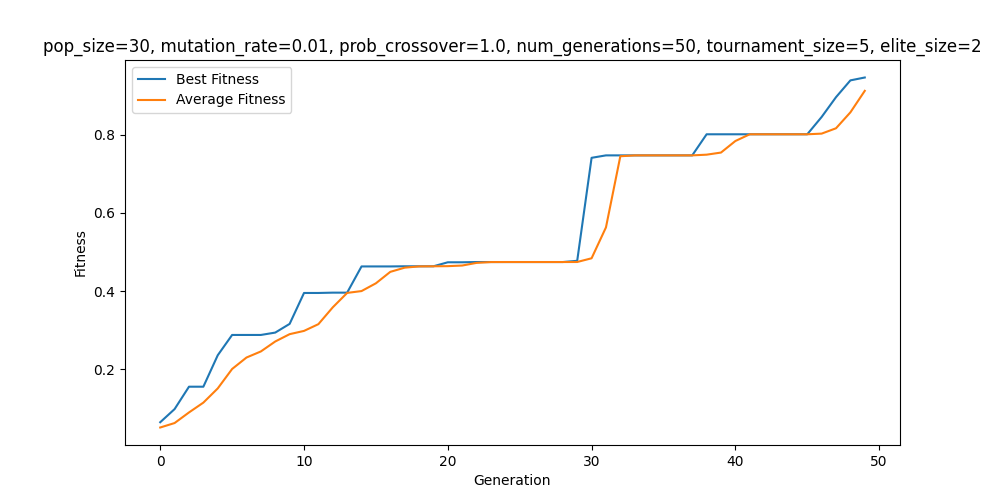 pop_size=30, mutation_rate=0.01, prob_crossover=1.0, num_generations=50, tournament_size=5, elite_size=2
Best Fitness
Average Fitness
0.8
0.6
0.4
0.2
Fitness
0 10 20 30 40 50
Generation